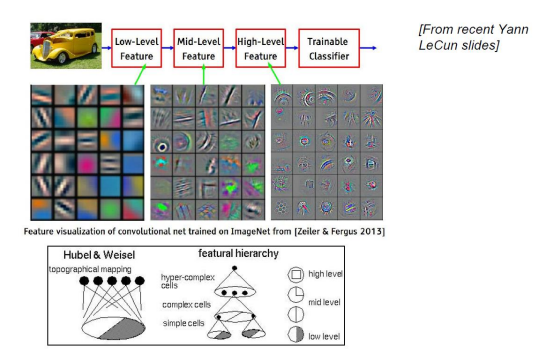 [From recent Yann
LeCun slides]
Low-Level
Feature
Mid-Level
Feature
High-Level
Feature
Trainable
Classifier
Feature visualization of convolutional net trained on ImageNet from [Zeiler & Fergus 2013]
Hubel & Weisel
topographical mapping
featural hierarchy
hyper-complex
cells
complex cells
simple cells
high level
mid level
low level